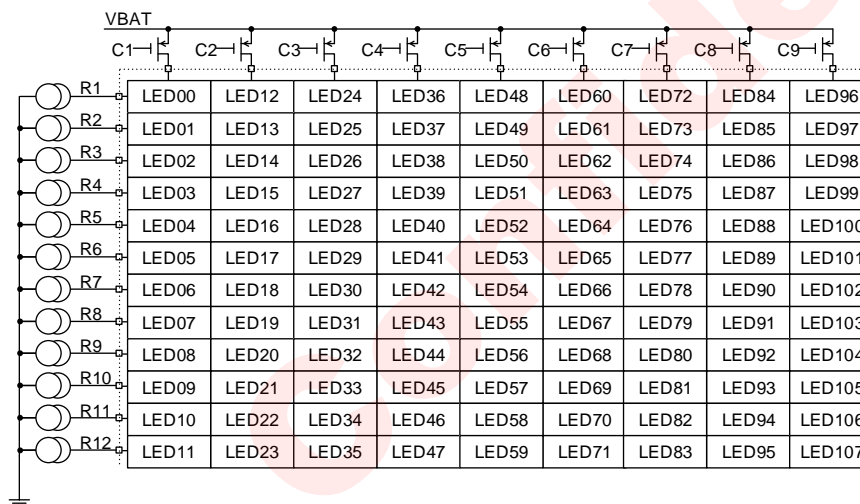 VBAT
C1 C2 C3 C4 C5 C6 C7 C8 C9
R1 LED00 LED12 LED24 LED36 LED48 LED60 LED72 LED84 LED96
R2 LED01 LED13 LED25 LED37 LED49 LED61 LED73 LED85 LED97
R3 LED02 LED14 LED26 LED38 LED50 LED62 LED74 LED86 LED98
R4 LED03 LED15 LED27 LED39 LED51 LED63 LED75 LED87 LED99
R5 LED04 LED16 LED28 LED40 LED52 LED64 LED76 LED88 LED100
R6 LED05 LED17 LED29 LED41 LED53 LED65 LED77 LED89 LED101
R7 LED06 LED18 LED30 LED42 LED54 LED66 LED78 LED90 LED102
R8 LED07 LED19 LED31 LED43 LED55 LED67 LED79 LED91 LED103
R9 LED08 LED20 LED32 LED44 LED56 LED68 LED80 LED92 LED104
R10 LED09 LED21 LED33 LED45 LED57 LED69 LED81 LED93 LED105
R11 LED10 LED22 LED34 LED46 LED58 LED70 LED82 LED94 LED106
R12 LED11 LED23 LED35 LED47 LED59 LED71 LED83 LED95 LED107
Confide